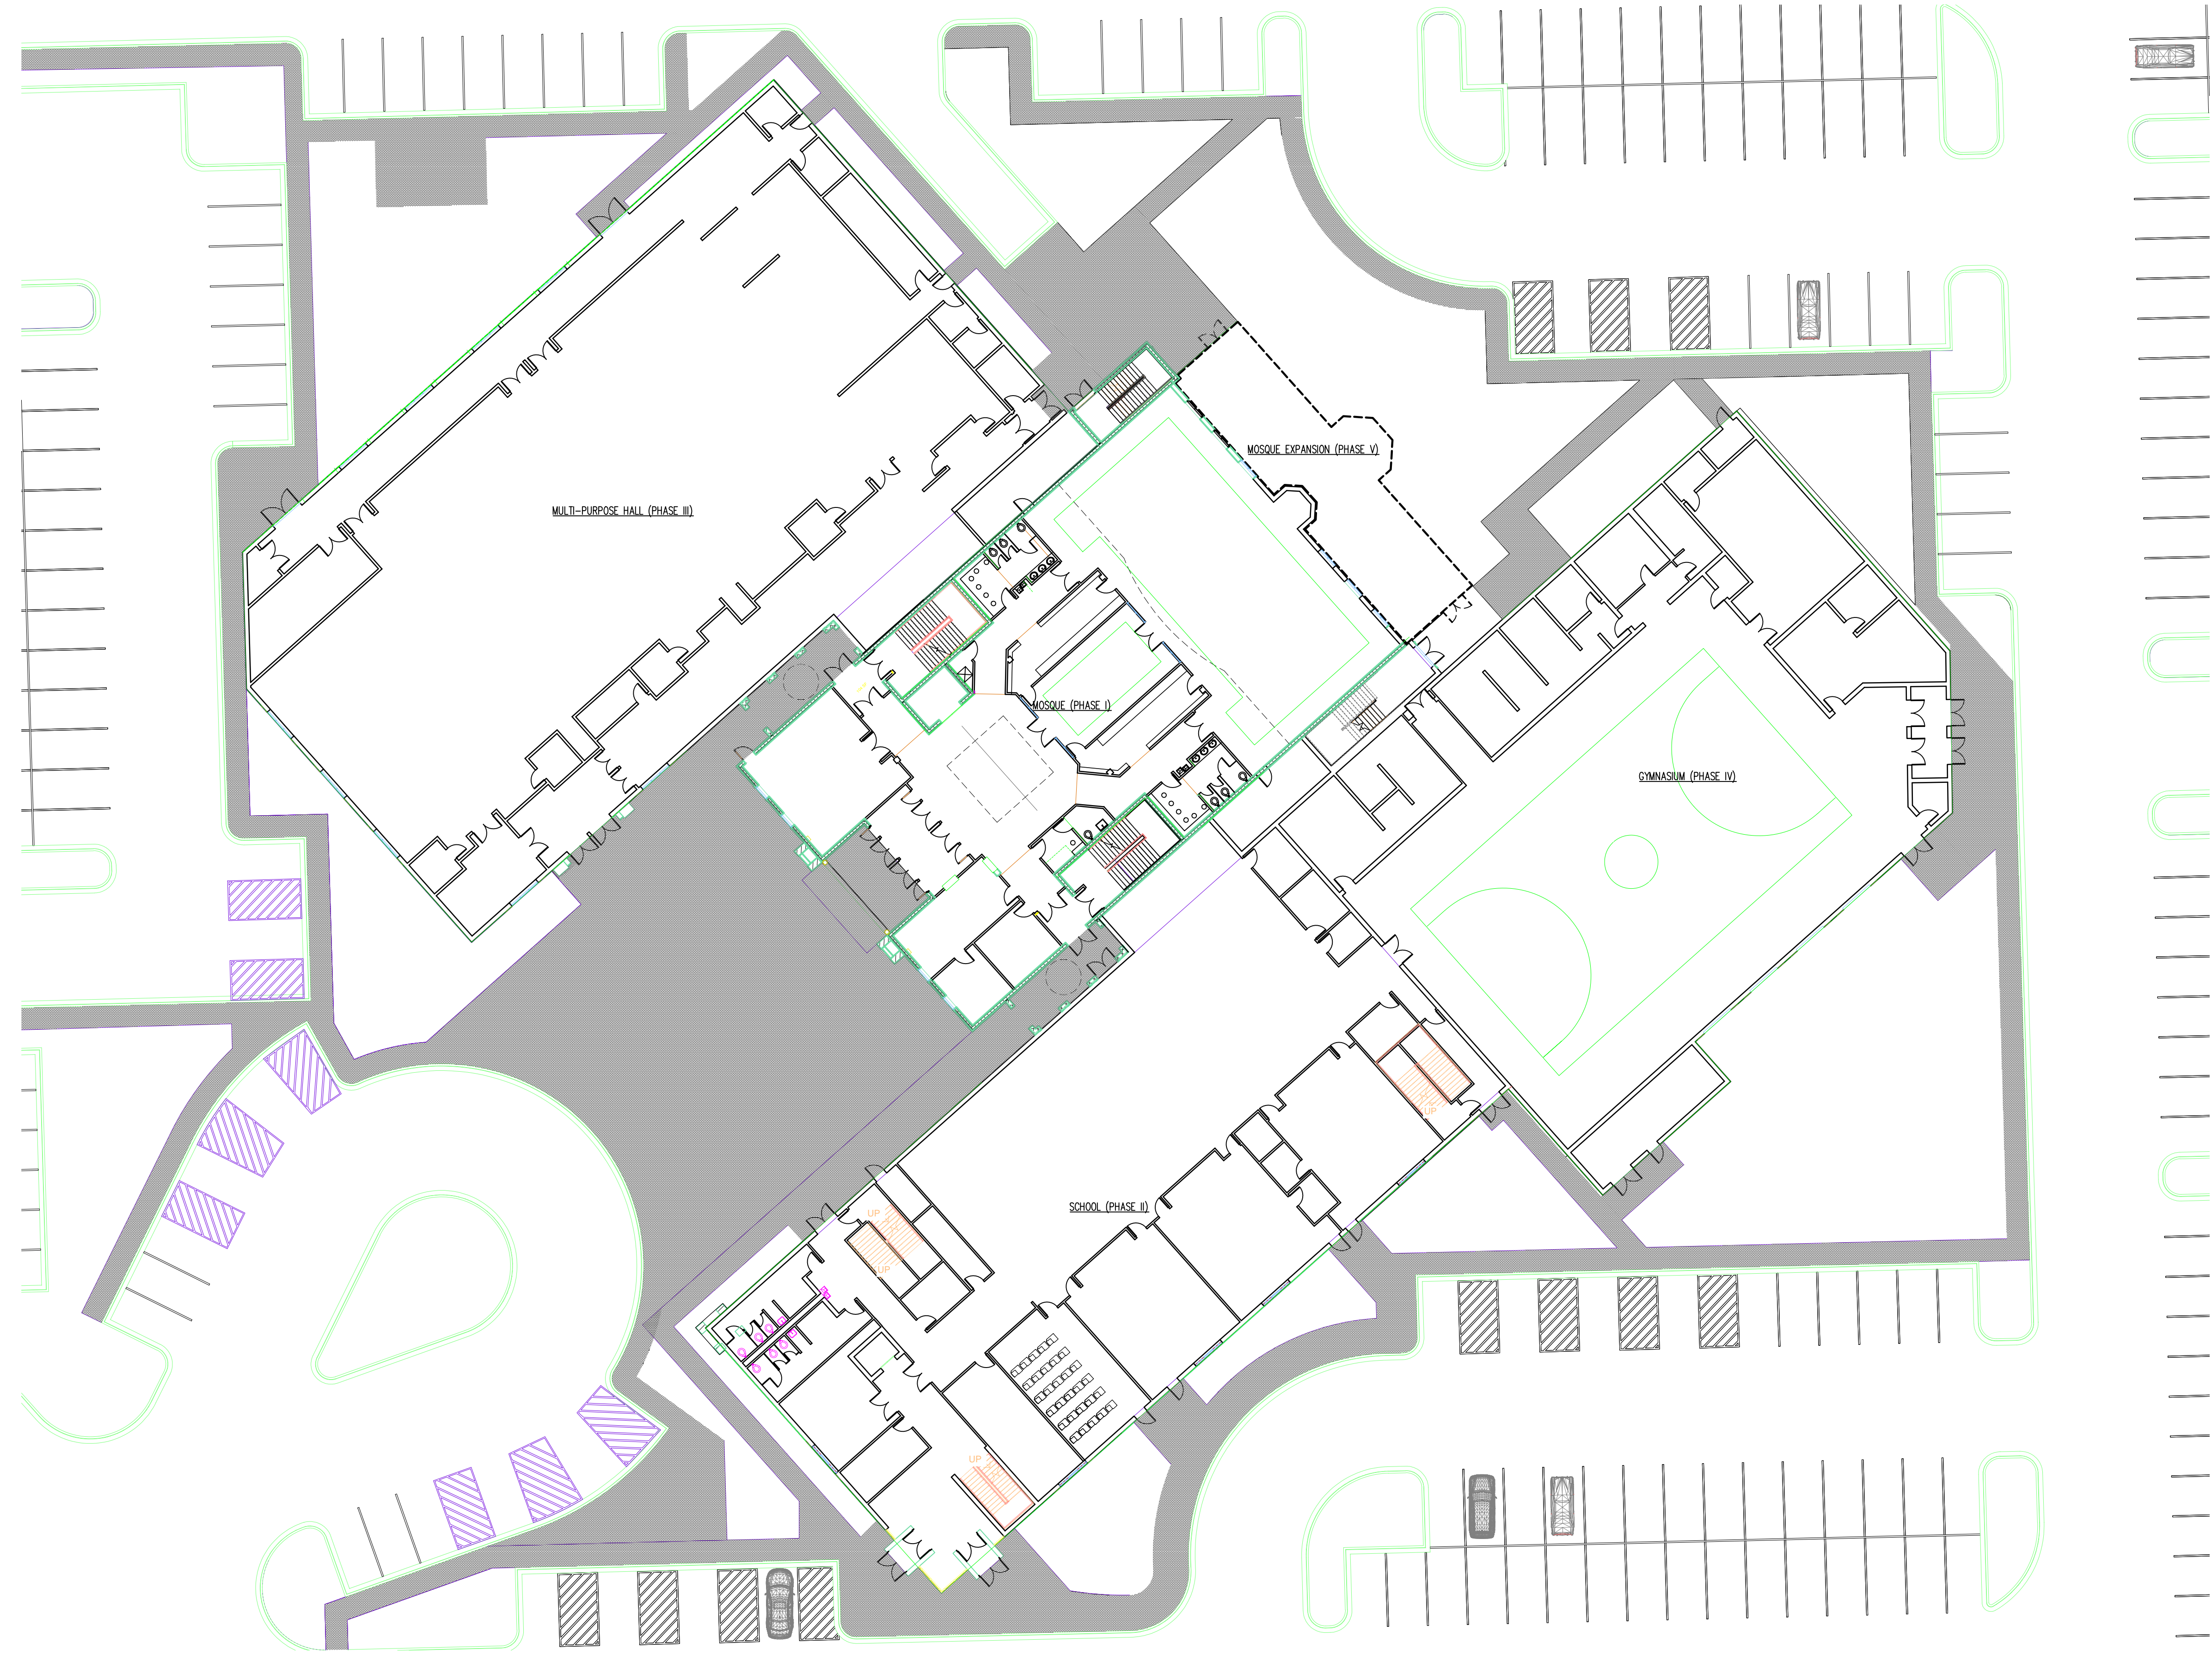 MOSQUE EXPANSION (PHASE V)
MULTI-PURPOSE HALL (PHASE III)
MOSQUE (PHASE I)
GYMNASIUM (PHASE IV)
UP
SCHOOL (PHASE II)
UP
UP
UP